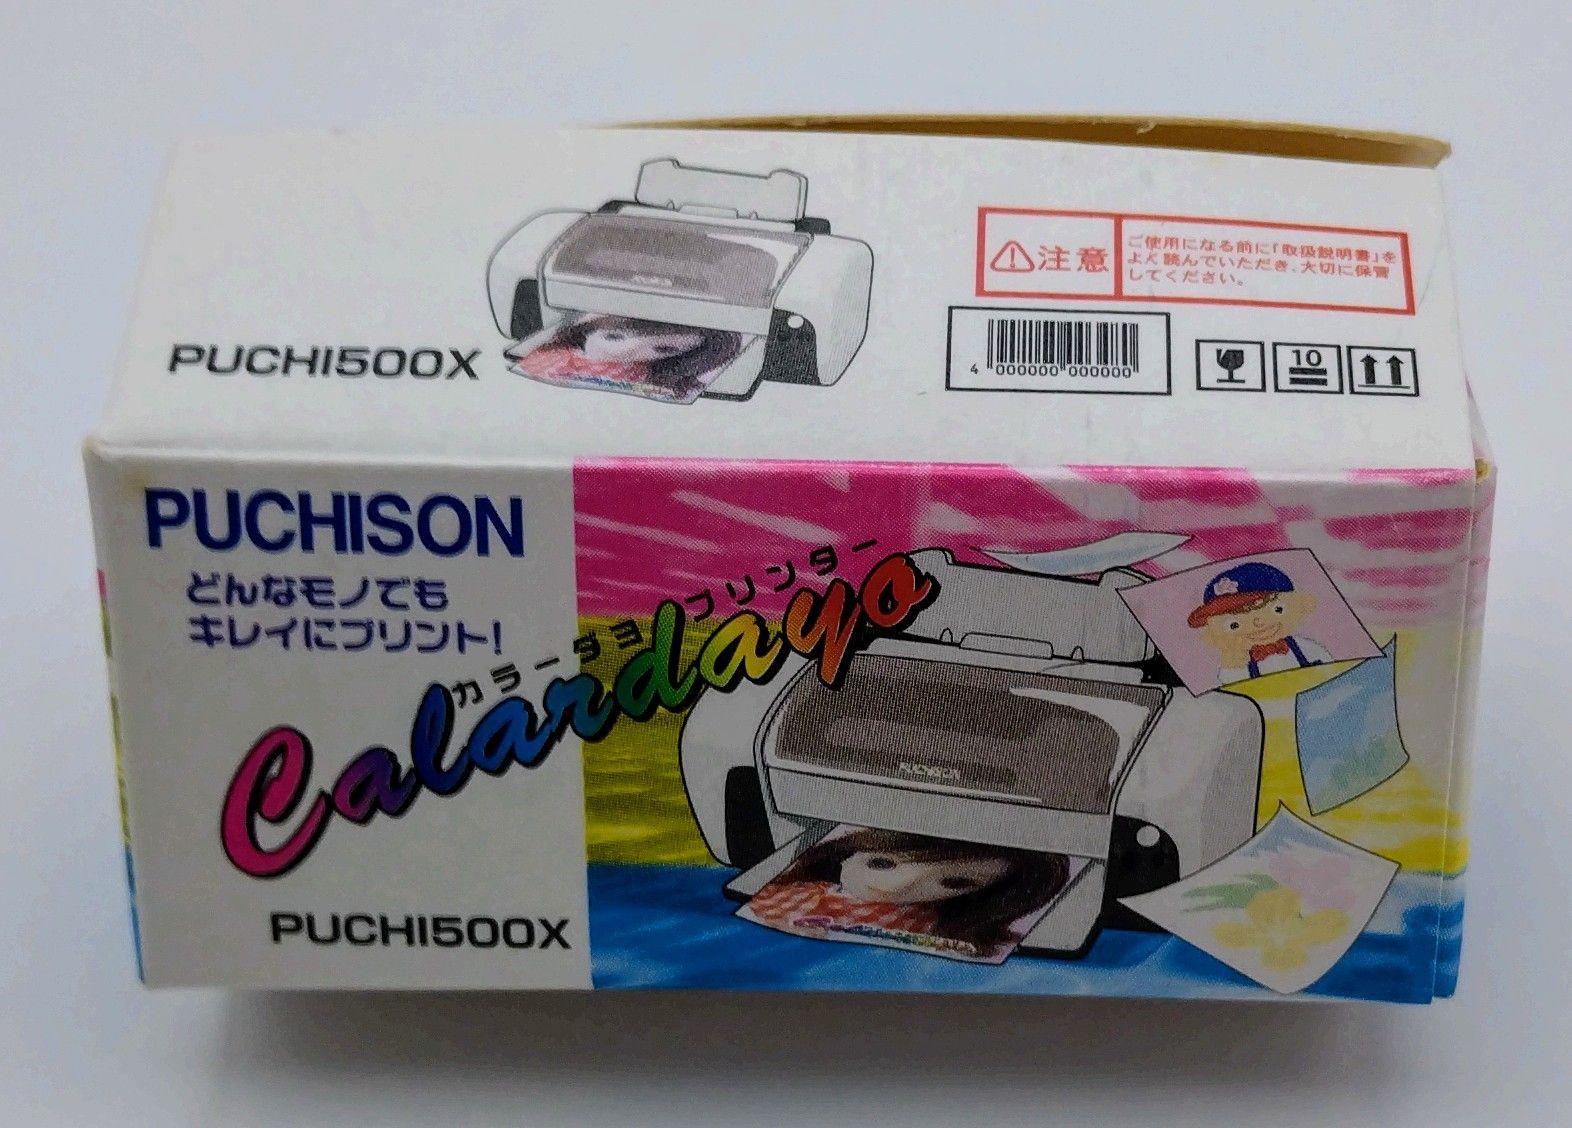 PUCHI500X
注意
ご使用になる前に「取扱説明書」を
よく読んでいただき、大切に保管
してください。
4 000000 000000
10
PUCHISON
どんなモノでも
キレイにプリント!
カラーダヨ プリンター
Calardayo
PUCHI500X